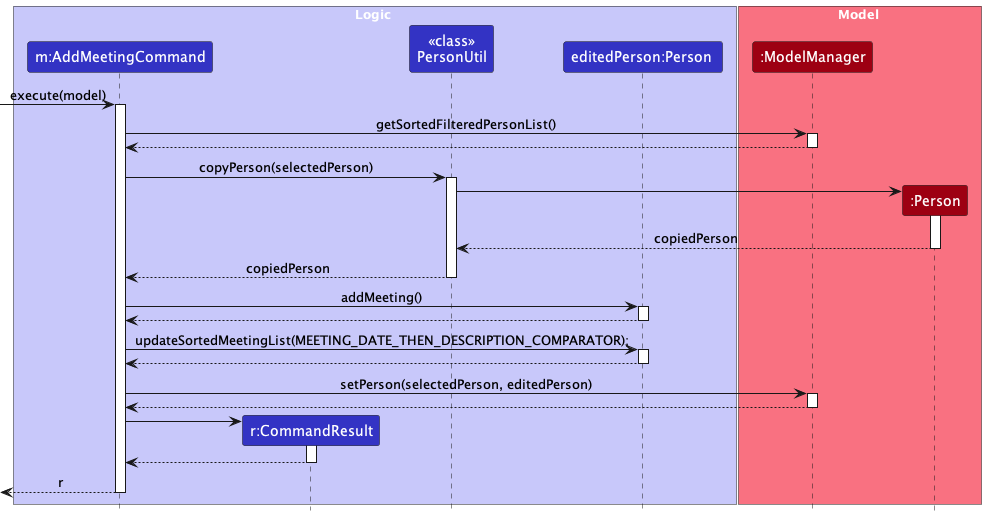 Logic
Model
«class»
m:AddMeetingCommand
PersonUtil
editedPerson:Person
:ModelManager
execute(model)
getSortedFilteredPersonList()
copyPerson(selectedPerson)
:Person
copiedPerson
copiedPerson
addMeeting()
updateSortedMeetingList(MEETING_DATE_THEN_DESCRIPTION_COMPARATOR);
setPerson(selectedPerson, editedPerson)
r:CommandResult
r